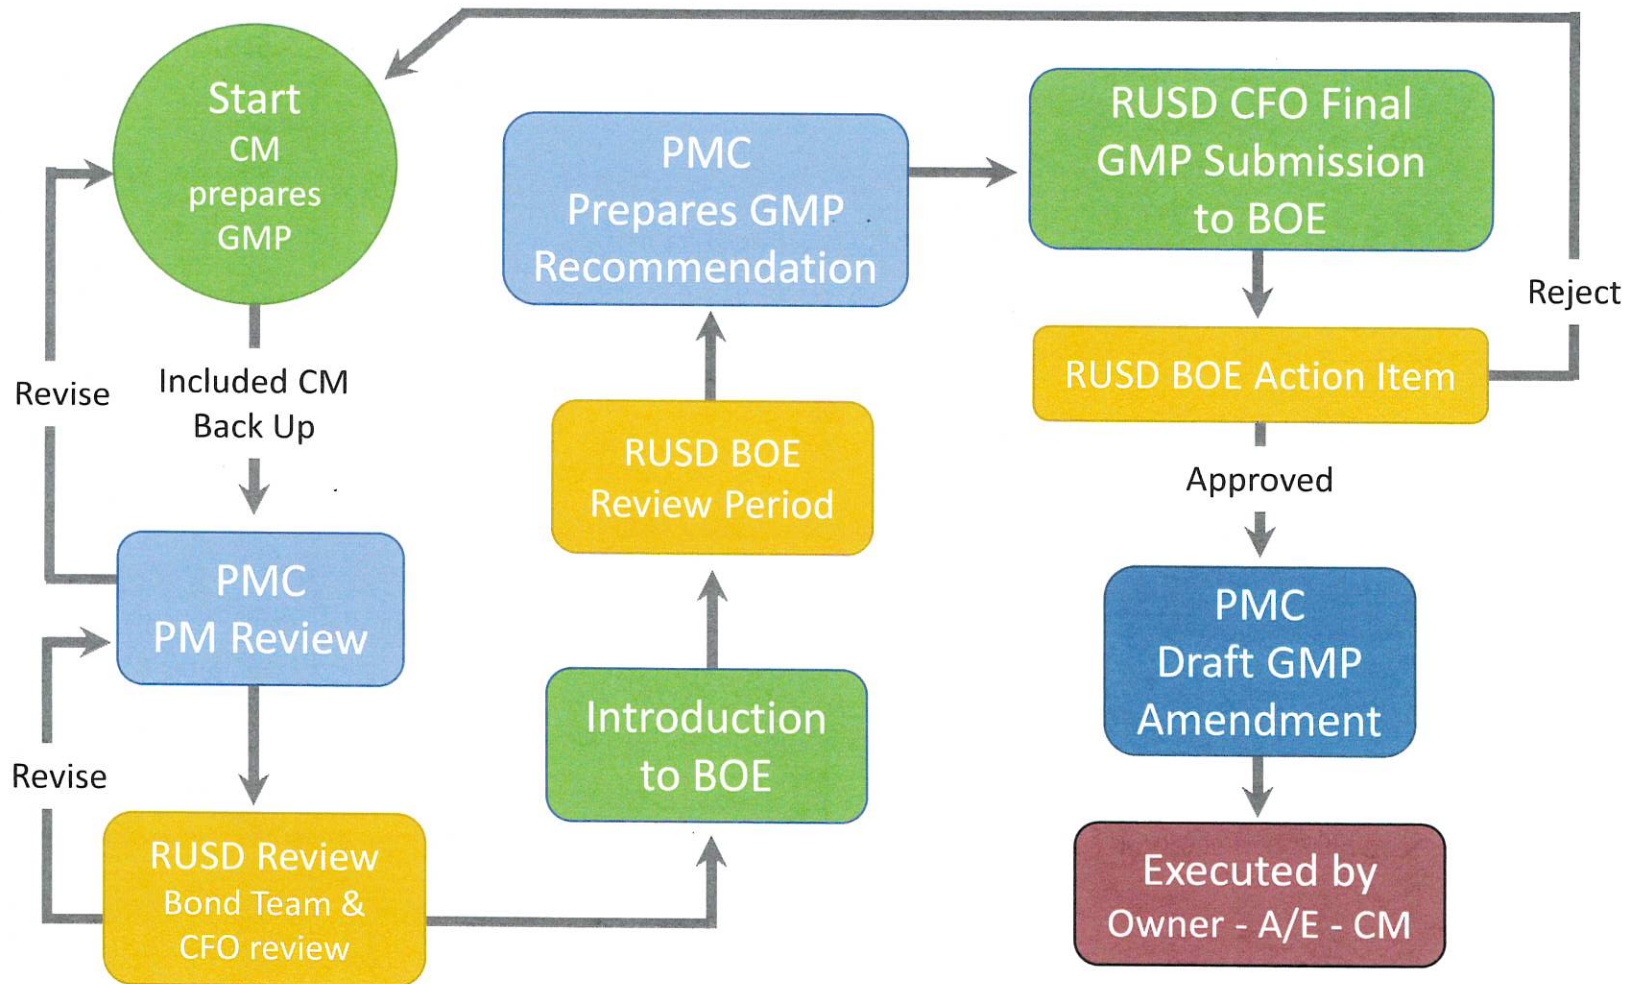 Start
CM
prepares
GMP
Revise
Included CM
Back Up
PMC
PM Review
Revise
RUSD Review
Bond Team &
CFO review
Introduction
to BOE
RUSD BOE
Review Period
PMC
Prepares GMP
Recommendation
RUSD CFO Final
GMP Submission
to BOE
RUSD BOE Action Item
Reject
Approved
PMC
Draft GMP
Amendment
Executed by
Owner - A/E - CM